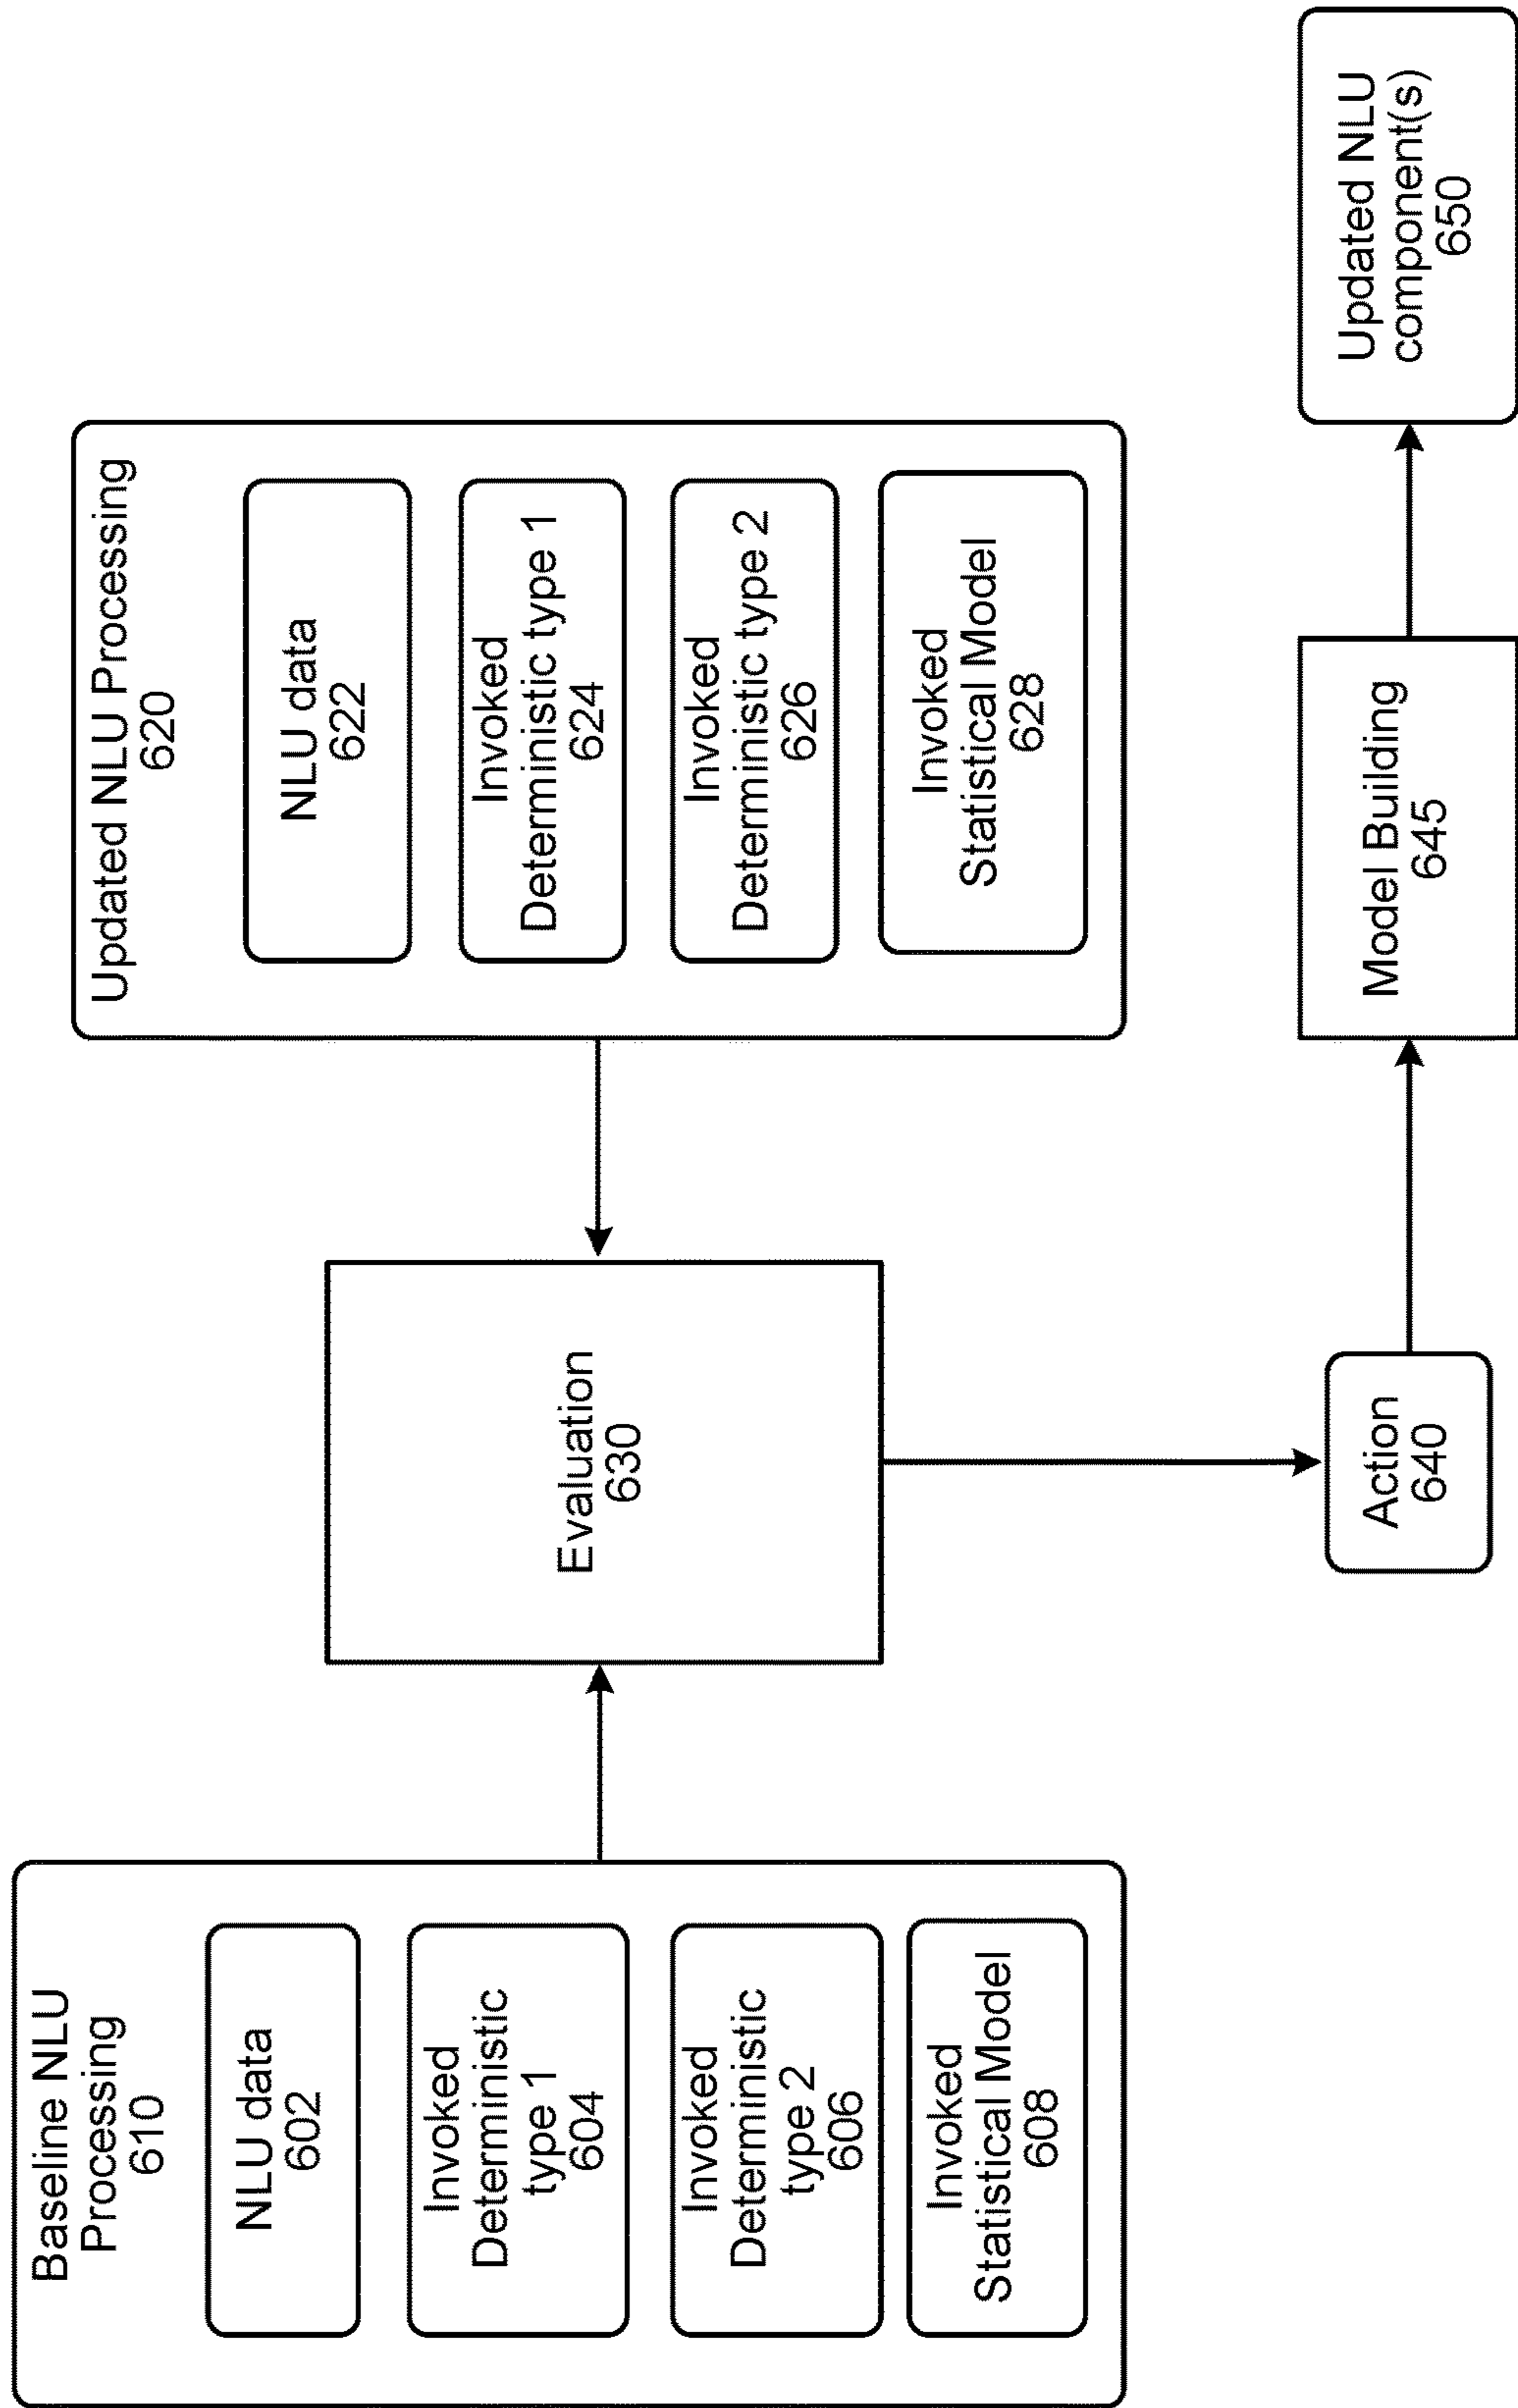 Baseline NLU
Processing
610
NLU data
602
Invoked
Deterministic
type 1
604
Invoked
Deterministic
type 2
606
Invoked
Statistical Model
608
Evaluation
630
Updated NLU Processing
620
NLU data
622
Invoked
Deterministic type 1
624
Invoked
Deterministic type 2
626
Invoked
Statistical Model
628
Action
640
Model Building
645
Updated NLU
component(s)
650